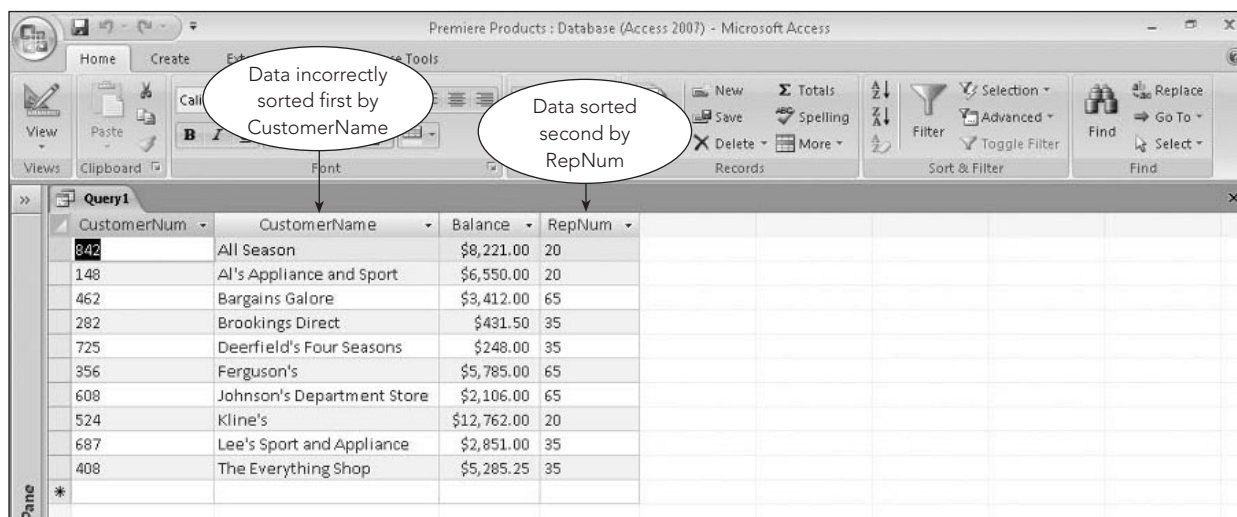 Premiere Products : Database (Access 2007) - Microsoft Access
Home Create Tools
Data incorrectly
sorted first by
CustomerName
Data sorted
second by
RepNum
View
Views
Paste
Clipboard
Cali
B I
Font
New
Save
Delete
Σ Totals
Spelling
More
Records
Filter
Selection
Advanced
Toggle Filter
Sort & Filter
Find
Replace
Go To
Select
Find
Query1
CustomerNum CustomerName Balance RepNum
842 All Season $8,221.00 20
148 Al's Appliance and Sport $6,550.00 20
462 Bargains Galore $3,412.00 65
282 Brookings Direct $431.50 35
725 Deerfield's Four Seasons $248.00 35
356 Ferguson's $5,785.00 65
608 Johnson's Department Store $2,106.00 65
524 Kline's $12,762.00 20
687 Lee's Sport and Appliance $2,851.00 35
408 The Everything Shop $5,285.25 35
Pane